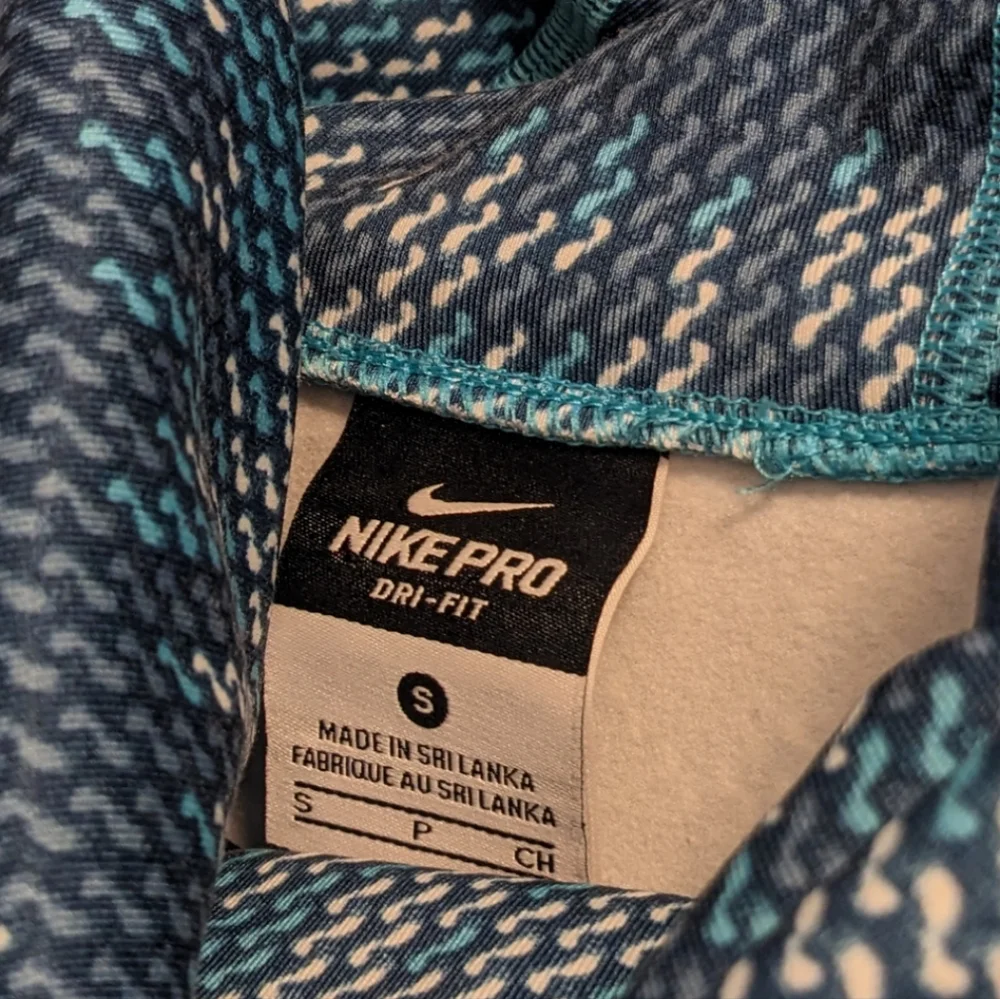 NIKE PRO
DRI-FIT
S
MADE IN SRI LANKA
FABRIQUE AU SRI LANKA
S
P
CH